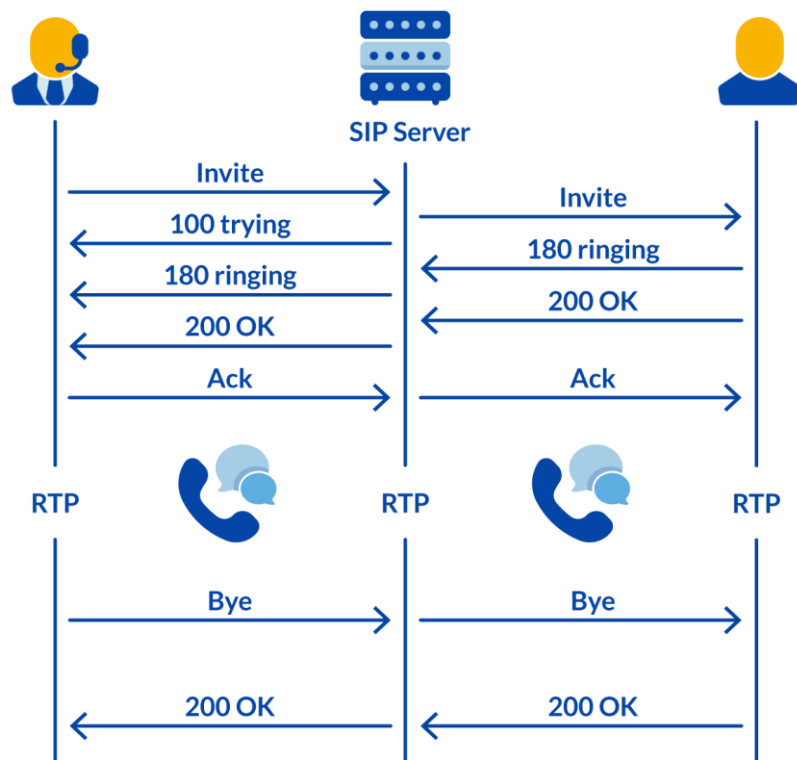 SIP Server
Invite
Invite
100 trying
180 ringing
180 ringing
200 OK
200 OK
Ack
Ack
RTP
RTP
RTP
Bye
Bye
200 OK
200 OK